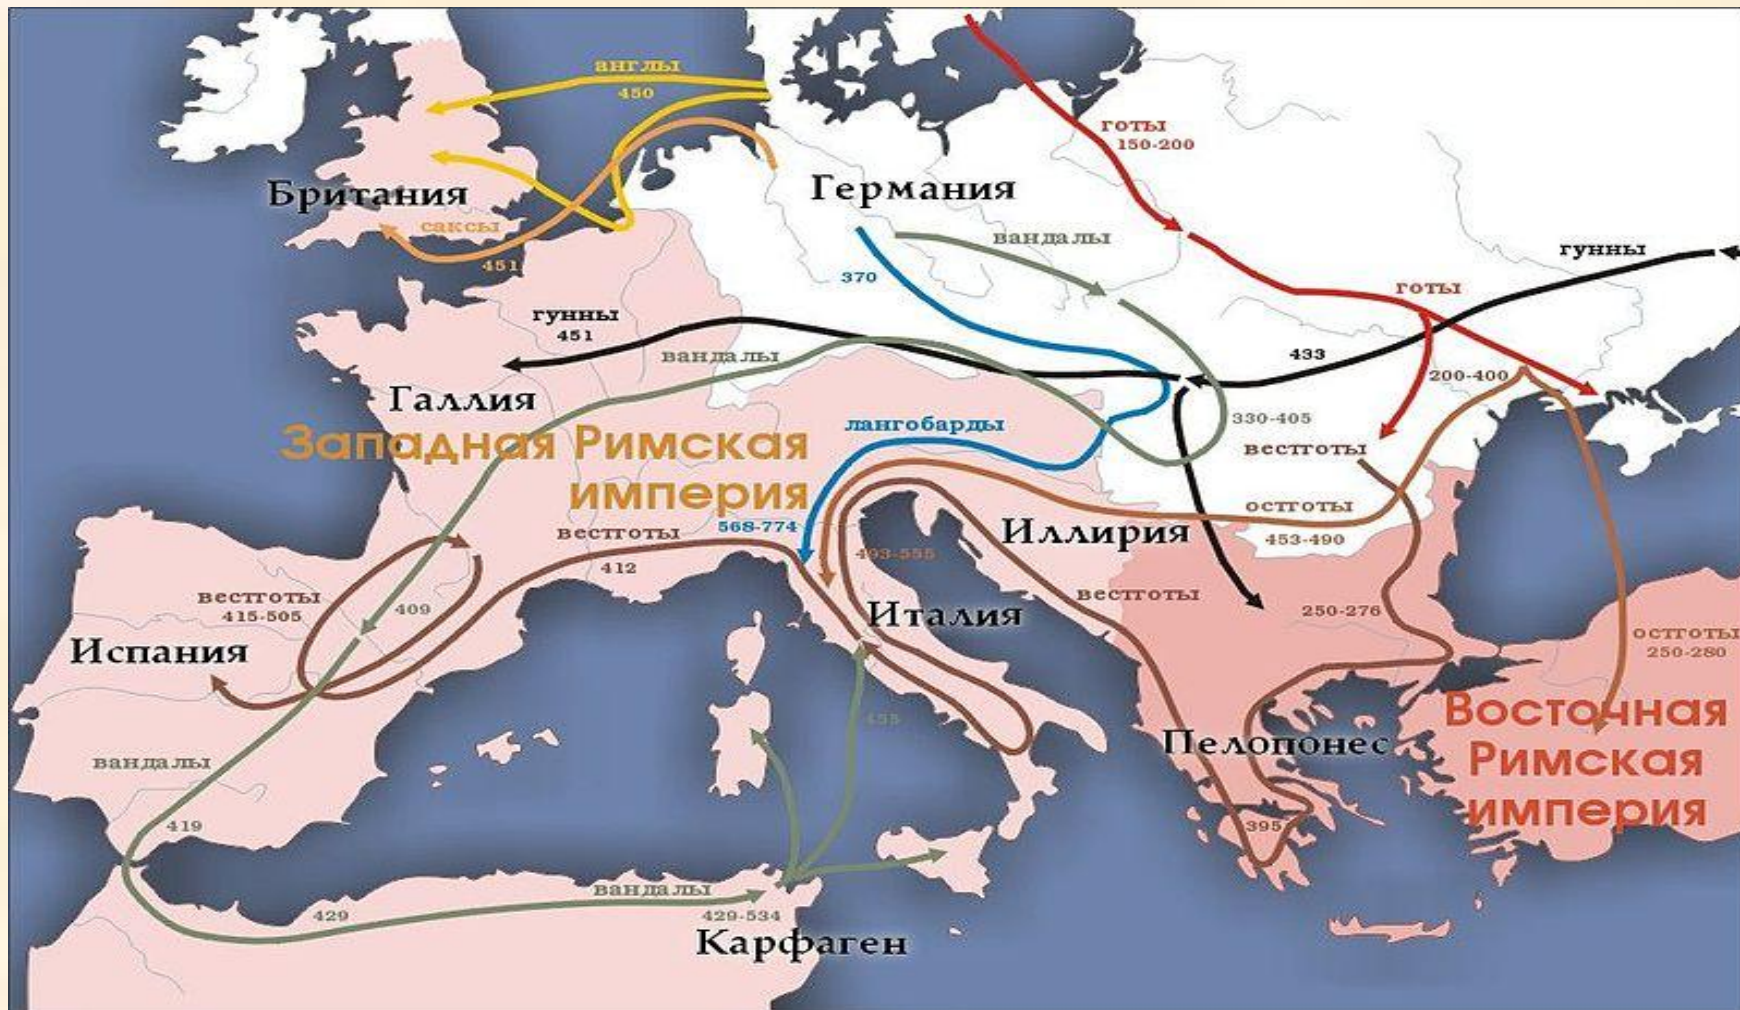 англы
450
готы
150-200
Британия
Германия
саксы
451
вандалы
гунны
370
готы
гунны
451
вандалы
433
200-400
Галлия
330-405
Западная Римская
империя
лангобарды
вестготы
568-774
вестготы
412
493-555
остготы
453-490
Иллирия
вестготы
415-505
409
Италия
вестготы
250-276
остготы
250-280
Испания
455
Восточная
Римская
империя
Пелопонес
вандалы
419
395
429
вандалы
429-534
Карфаген